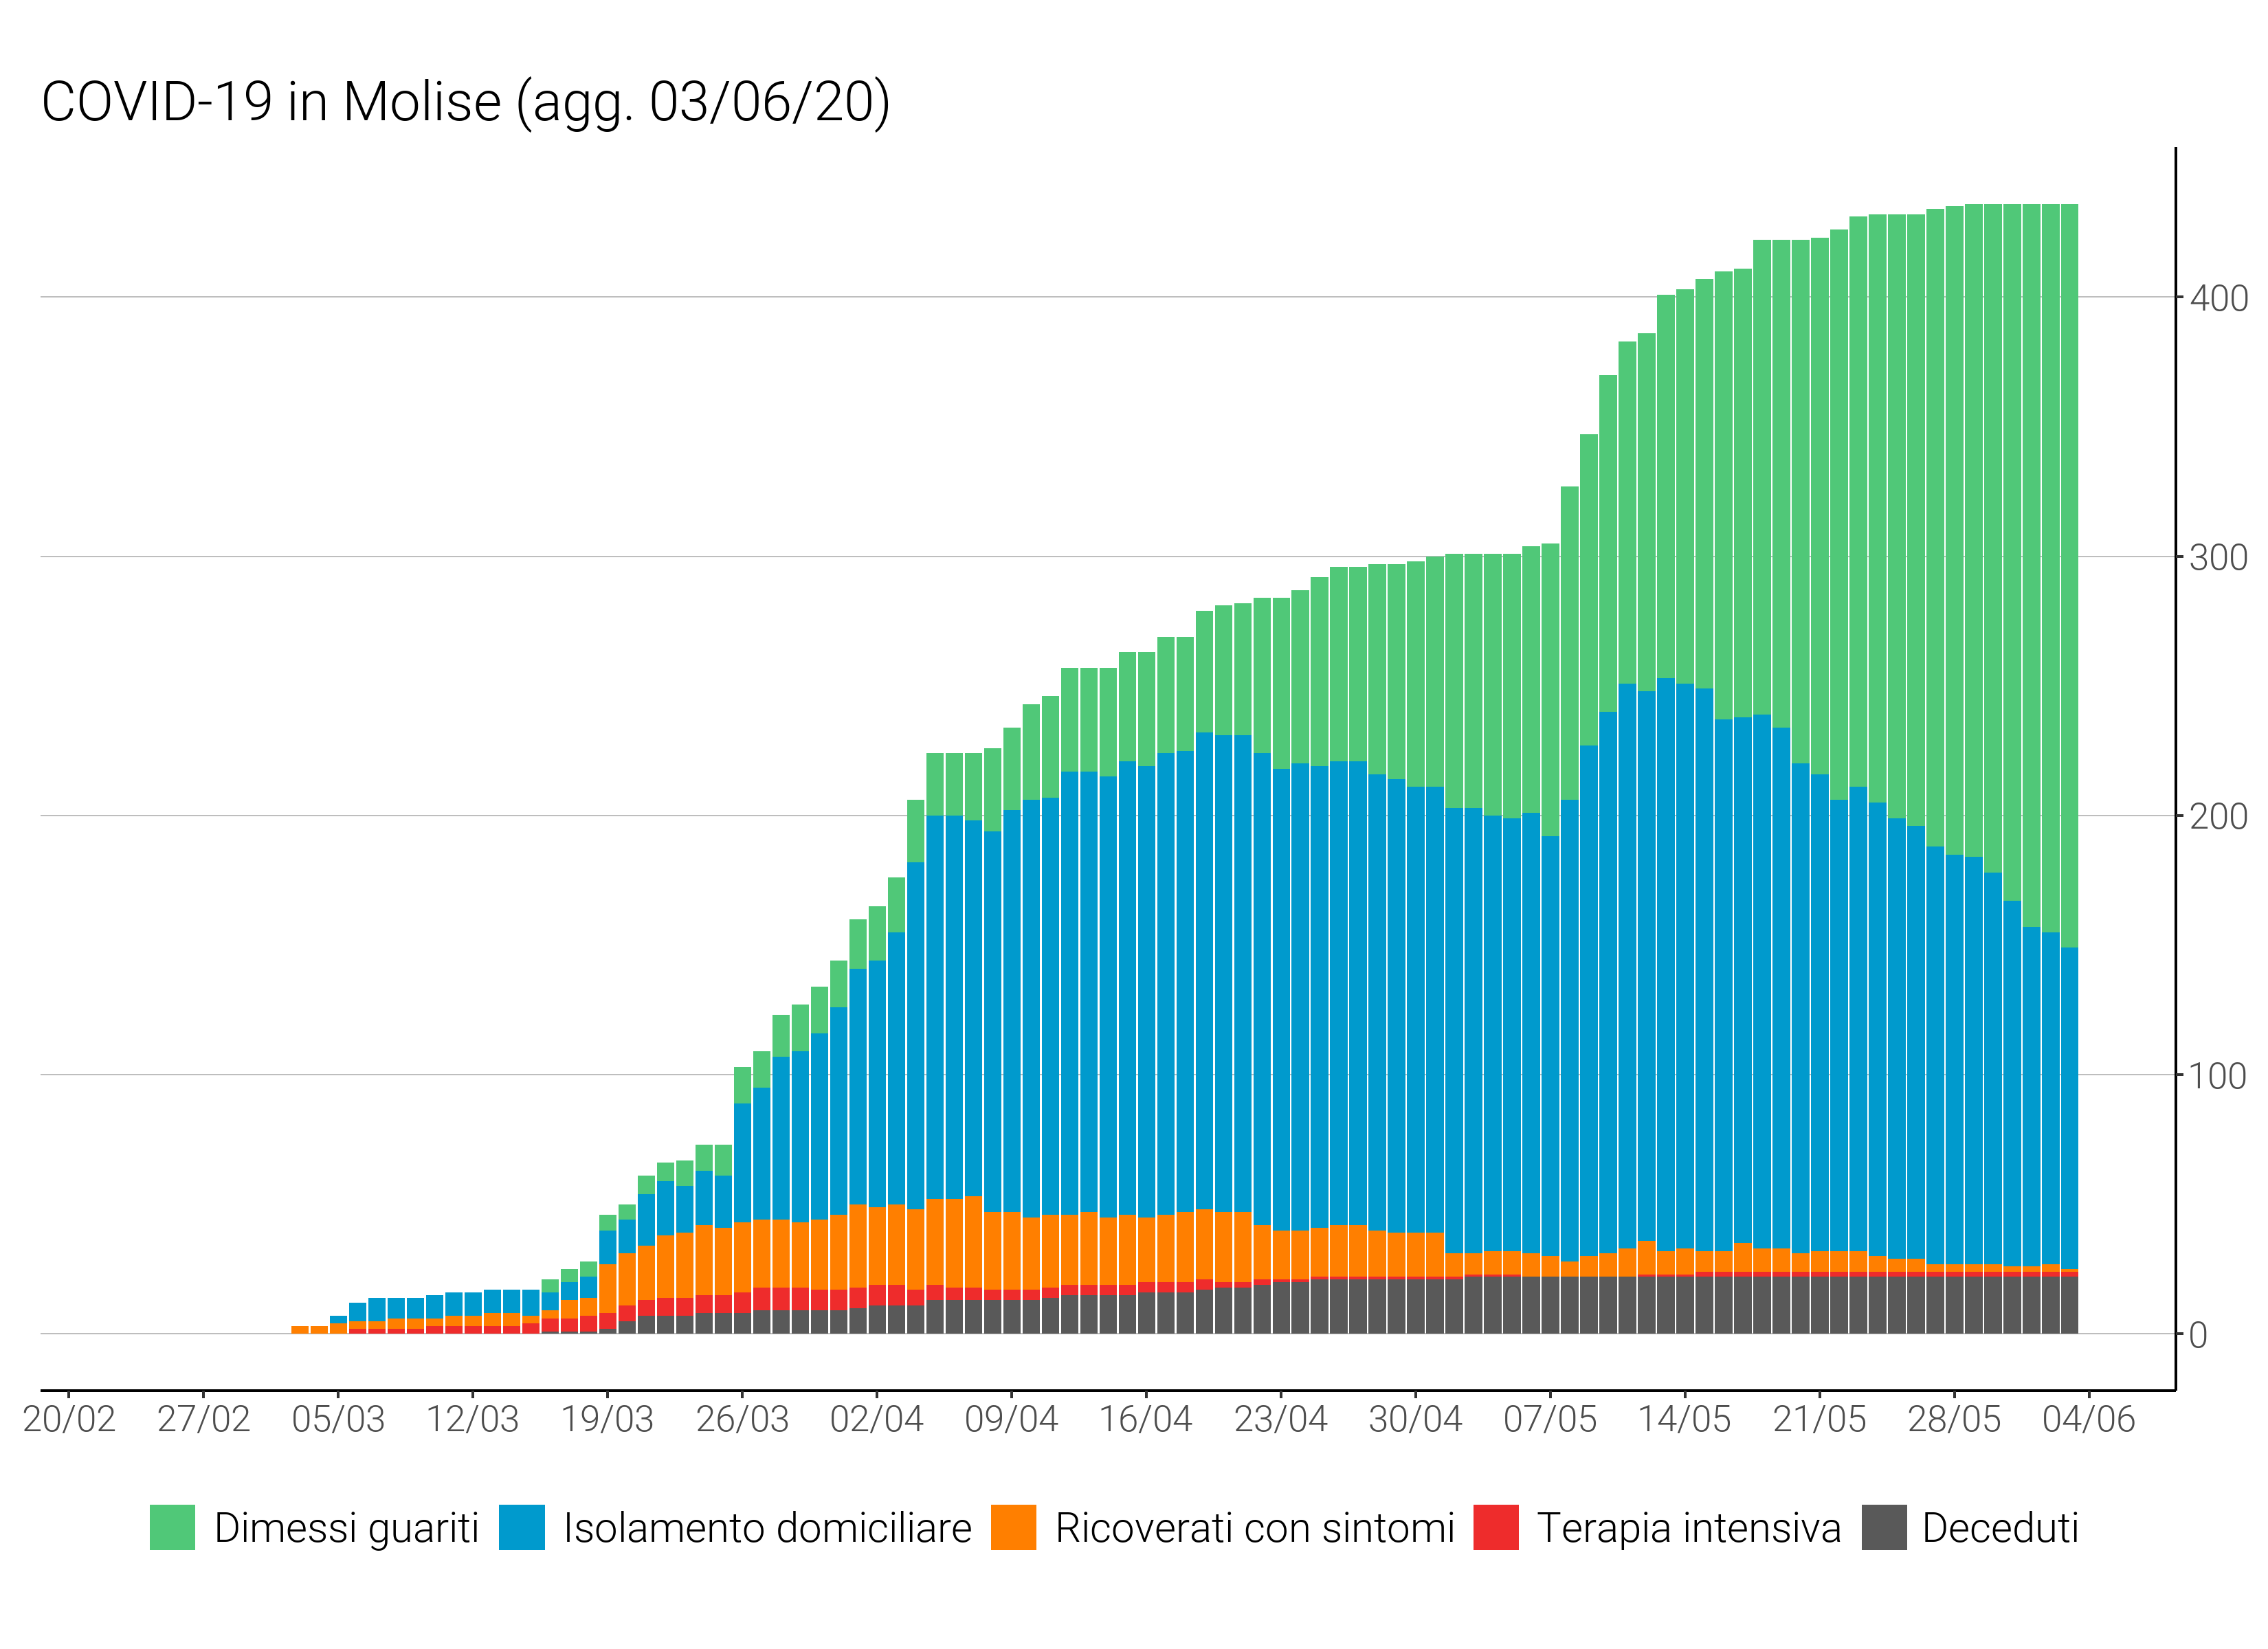 COVID-19 in Molise (agg. 03/06/20)
400
300
200
100
0
20/02 27/02 05/03 12/03 19/03 26/03 02/04 09/04 16/04 23/04 30/04 07/05 14/05 21/05 28/05 04/06
Dimessi guariti Isolamento domiciliare Ricoverati con sintomi Terapia intensiva Deceduti